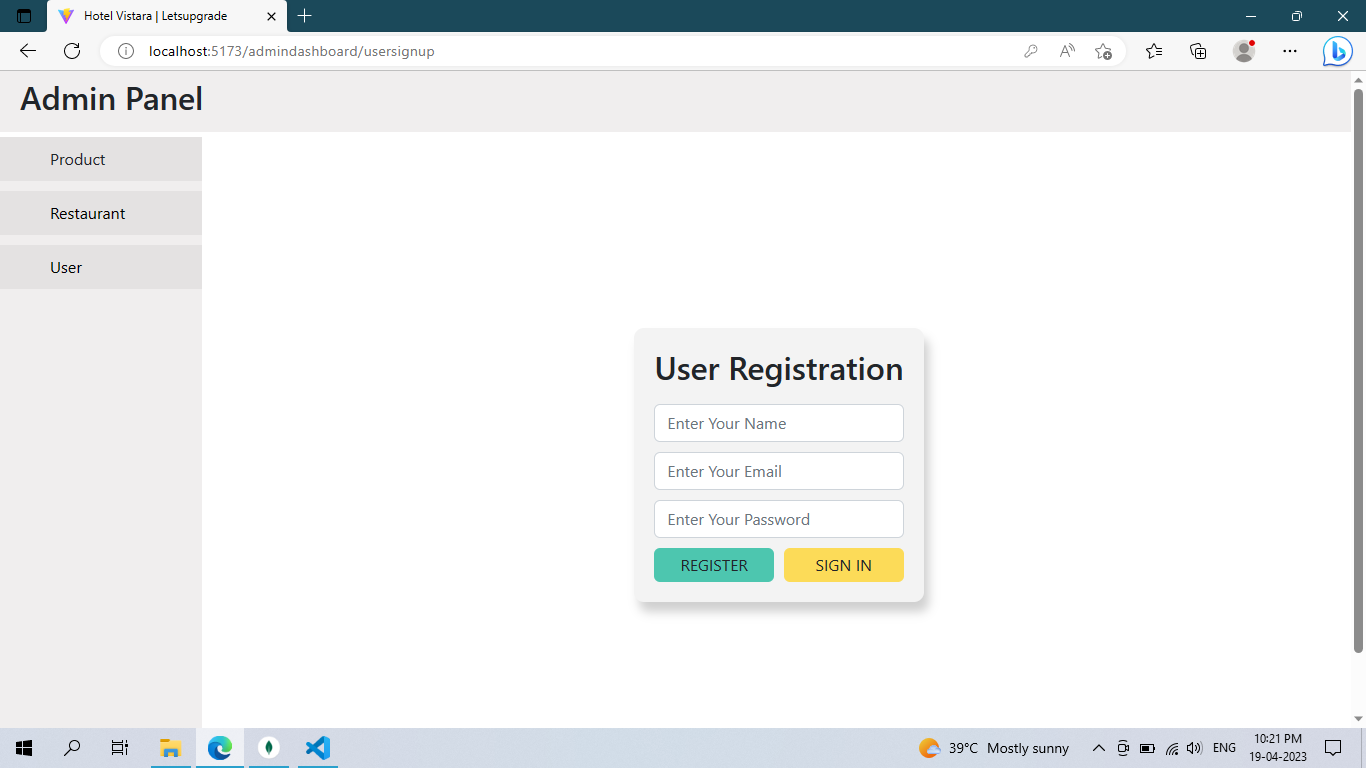 Hotel Vistara | Letsupgrade
localhost:5173/admindashboard/usersignup
Admin Panel
Product
Restaurant
User
User Registration
Enter Your Name
Enter Your Email
Enter Your Password
REGISTER SIGN IN
39°C Mostly sunny
ENG
10:21 PM
19-04-2023